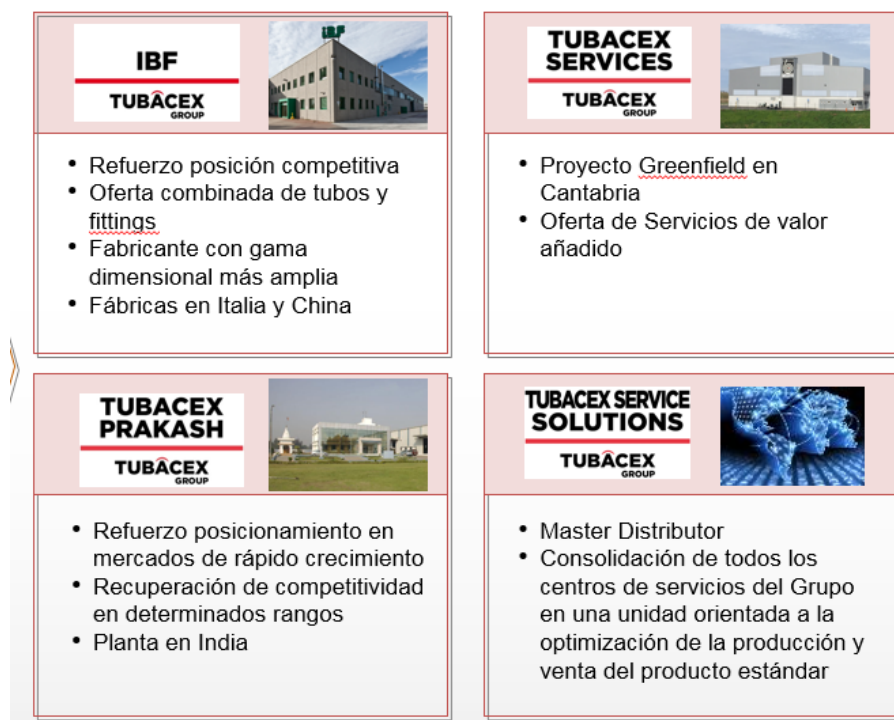 IBF
TUBACEX
GROUP
• Refuerzo posición competitiva
• Oferta combinada de tubos y
fittings
• Fabricante con gama
dimensional más amplia
• Fábricas en Italia y China
TUBACEX
SERVICES
TUBACEX
GROUP
• Proyecto Greenfield en
Cantabria
• Oferta de Servicios de valor
añadido
TUBACEX
PRAKASH
TUBACEX
GROUP
• Refuerzo posicionamiento en
mercados de rápido crecimiento
• Recuperación de competitividad
en determinados rangos
• Planta en India
TUBACEX SERVICE
SOLUTIONS
TUBACEX
GROUP
• Master Distributor
• Consolidación de todos los
centros de servicios del Grupo
en una unidad orientada a la
optimización de la producción y
venta del producto estándar